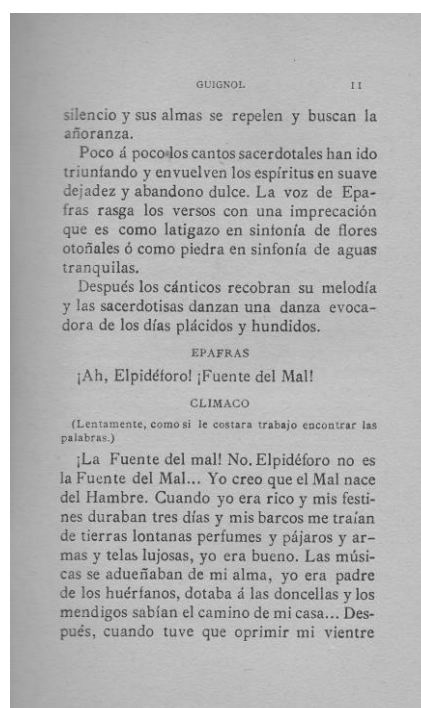 GUIGNOL 11
silencio y sus almas se repelen y buscan la
añoranza.
Poco á poco los cantos sacerdotales han ido
triunfando y envuelven los espíritus en suave
dejadez y abandono dulce. La voz de Epa-
fras rasga los versos con una imprecación
que es como latigazo en sinfonía de flores
otoñales ó como piedra en sinfonía de aguas
tranquilas.
Después los cánticos recobran su melodía
y las sacerdotisas danzan una danza evoca-
dora de los días plácidos y hundidos.
EPAFRAS
¡Ah, Elpidéforo! ¡Fuente del Mal!
CLIMACO
(Lentamente, como si le costara trabajo encontrar las
palabras.)
¡La Fuente del mal! No. Elpidéforo no es
la Fuente del Mal... Yo creo que el Mal nace
del Hambre. Cuando yo era rico y mis festi-
nes duraban tres días y mis barcos me traían
de tierras lontanas perfumes y pájaros y ar-
mas y telas lujosas, yo era bueno. Las músi-
cas se adueñaban de mi alma, yo era padre
de los huérfanos, dotaba á las doncellas y los
mendigos sabían el camino de mi casa... Des-
pués, cuando tuve que oprimir mi vientre